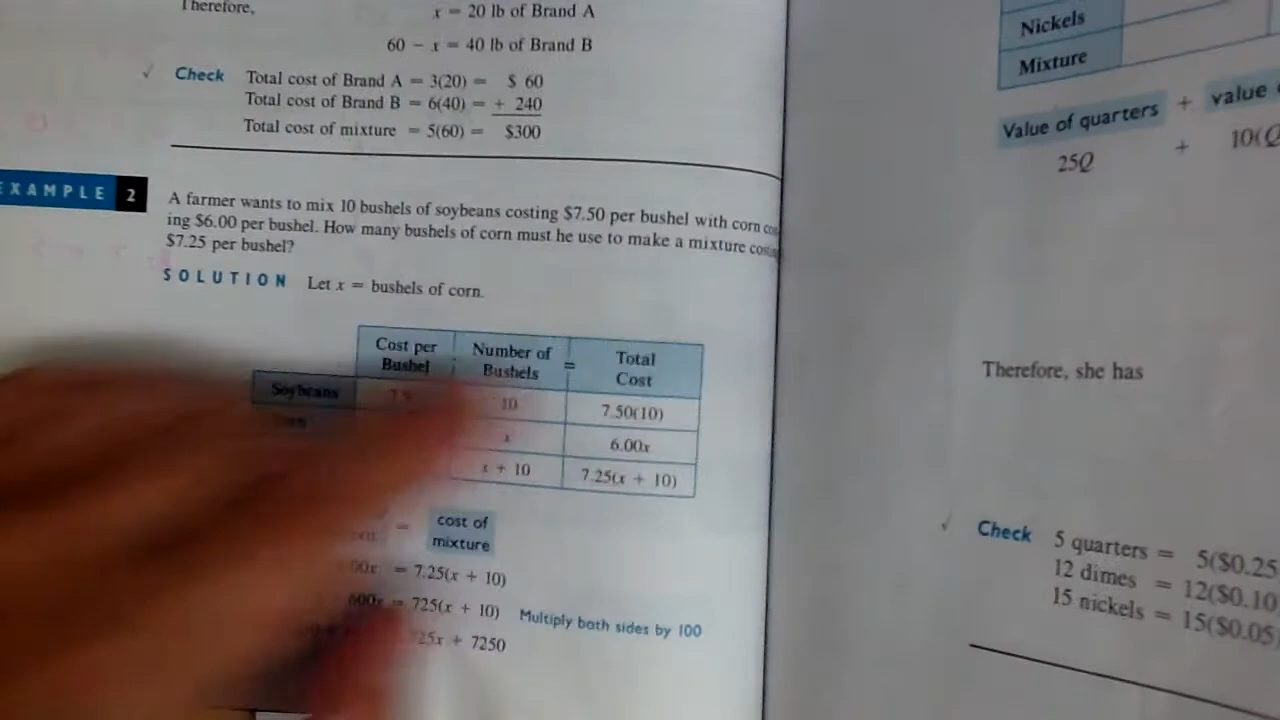 Therefore,
x = 20 lb of Brand A
60 - x = 40 lb of Brand B
√ Check Total cost of Brand A = 3(20) = $ 60
Total cost of Brand B = 6(40) = + 240
Total cost of mixture = 5(60) = $300
EXAMPLE 2
A farmer wants to mix 10 bushels of soybeans costing $7.50 per bushel with corn
ing $6.00 per bushel. How many bushels of corn must he use to make a mixture
$7.25 per bushel?
SOLUTION Let x = bushels of corn.
Cost per Bushel · Number of Bushels = Total Cost
Soybeans 10 7.50(10)
x 6.00x
x + 10 7.25(x + 10)
= cost of mixture
= 7.25(x + 10)
600x = 725(x + 10) Multiply both sides by 100
25x + 7250
Nickels
Mixture
Value of quarters + value
25Q + 10(Q
Therefore, she has
√ Check 5 quarters = 5($0.25
12 dimes = 12($0.10
15 nickels = 15($0.05